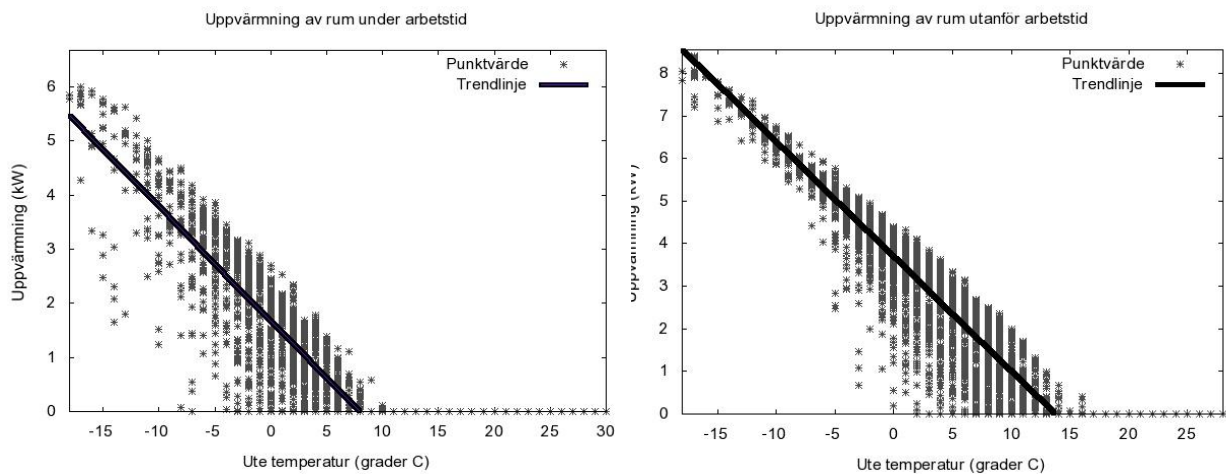 Uppvärmning av rum under arbetstid
Punktvärde
Trendlinje
6
5
4
3
2
1
0
Uppvärmning (kW)
-15 -10 -5 0 5 10 15 20 25 30
Ute temperatur (grader C)
Uppvärmning av rum utanför arbetstid
Punktvärde
Trendlinje
8
7
6
5
4
3
2
1
0
Uppvärmning (kW)
-15 -10 -5 0 5 10 15 20 25
Ute temperatur (grader C)